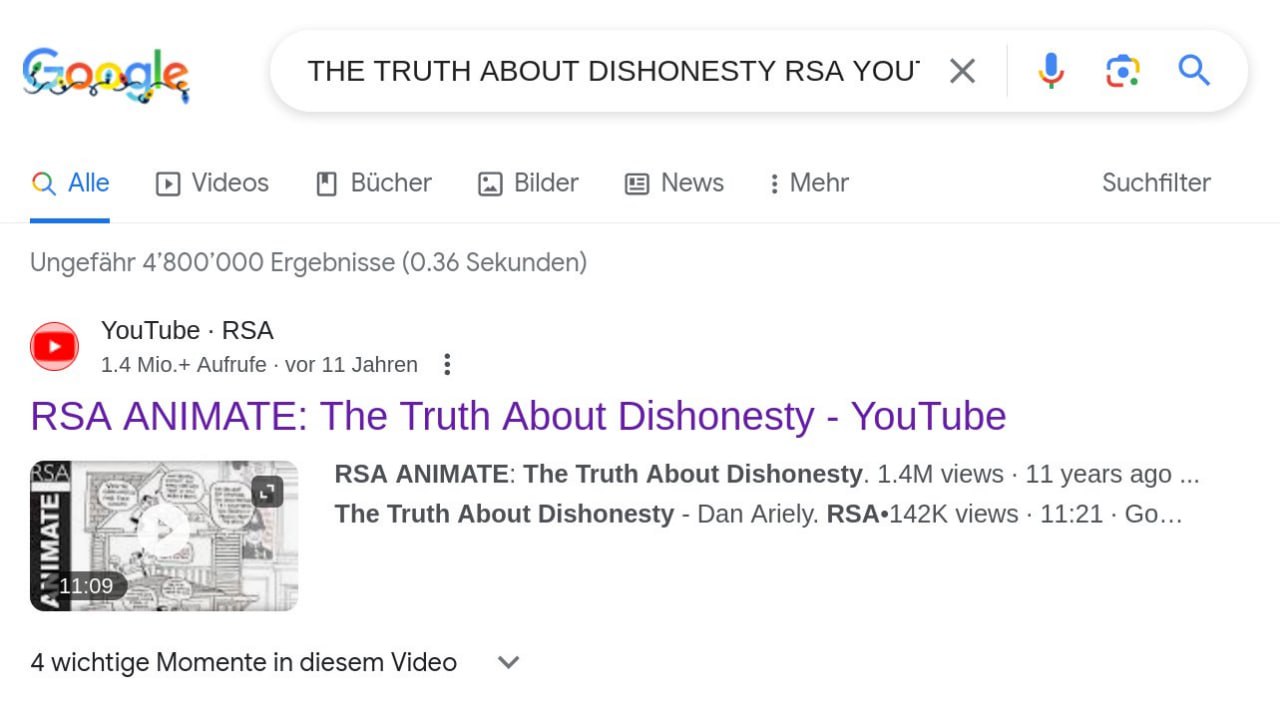 Google
THE TRUTH ABOUT DISHONESTY RSA YOUT
Alle Videos Bücher Bilder News Mehr Suchfilter
Ungefähr 4’800’000 Ergebnisse (0.36 Sekunden)
YouTube · RSA
1.4 Mio.+ Aufrufe · vor 11 Jahren
RSA ANIMATE: The Truth About Dishonesty - YouTube
RSA
ANIMATE
11:09
RSA ANIMATE: The Truth About Dishonesty. 1.4M views · 11 years ago ...
The Truth About Dishonesty - Dan Ariely. RSA•142K views · 11:21 · Go…
4 wichtige Momente in diesem Video